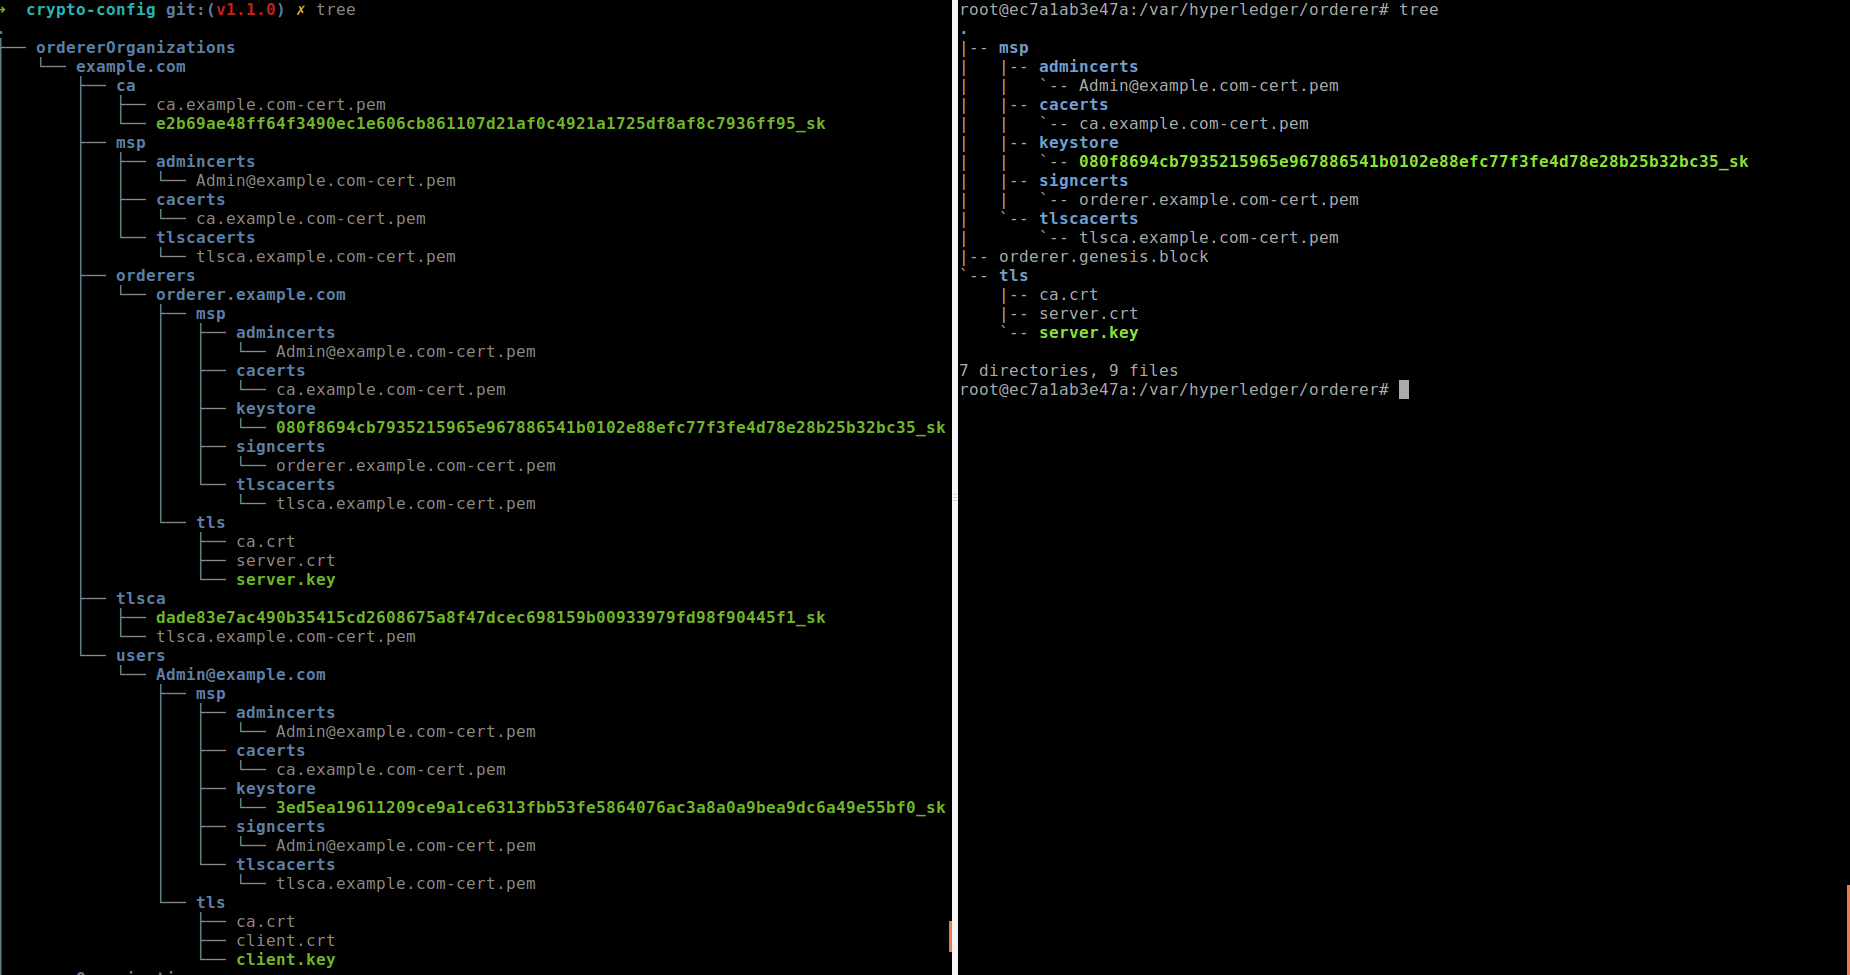 ➜  crypto-config git:(v1.1.0) ✗ tree
.
├── ordererOrganizations
│   └── example.com
│       ├── ca
│       │   ├── ca.example.com-cert.pem
│       │   └── e2b69ae48ff64f3490ec1e606cb861107d21af0c4921a1725df8af8c7936ff95_sk
│       ├── msp
│       │   ├── admincerts
│       │   │   └── Admin@example.com-cert.pem
│       │   ├── cacerts
│       │   │   └── ca.example.com-cert.pem
│       │   └── tlscacerts
│       │       └── tlsca.example.com-cert.pem
│       ├── orderers
│       │   └── orderer.example.com
│       │       ├── msp
│       │       │   ├── admincerts
│       │       │   │   └── Admin@example.com-cert.pem
│       │       │   ├── cacerts
│       │       │   │   └── ca.example.com-cert.pem
│       │       │   ├── keystore
│       │       │   │   └── 080f8694cb7935215965e967886541b0102e88efc77f3fe4d78e28b25b32bc35_sk
│       │       │   ├── signcerts
│       │       │   │   └── orderer.example.com-cert.pem
│       │       │   └── tlscacerts
│       │       │       └── tlsca.example.com-cert.pem
│       │       └── tls
│       │           ├── ca.crt
│       │           ├── server.crt
│       │           └── server.key
│       ├── tlsca
│       │   ├── dade83e7ac490b35415cd2608675a8f47dcec698159b00933979fd98f90445f1_sk
│       │   └── tlsca.example.com-cert.pem
│       └── users
│           └── Admin@example.com
│               ├── msp
│               │   ├── admincerts
│               │   │   └── Admin@example.com-cert.pem
│               │   ├── cacerts
│               │   │   └── ca.example.com-cert.pem
│               │   ├── keystore
│               │   │   └── 3ed5ea19611209ce9a1ce6313fbb53fe5864076ac3a8a0a9bea9dc6a49e55bf0_sk
│               │   ├── signcerts
│               │   │   └── Admin@example.com-cert.pem
│               │   └── tlscacerts
│               │       └── tlsca.example.com-cert.pem
│               └── tls
│                   ├── ca.crt
│                   ├── client.crt
│                   └── client.key
root@ec7a1ab3e47a:/var/hyperledger/orderer# tree
.
|-- msp
|   |-- admincerts
|   |   `-- Admin@example.com-cert.pem
|   |-- cacerts
|   |   `-- ca.example.com-cert.pem
|   |-- keystore
|   |   `-- 080f8694cb7935215965e967886541b0102e88efc77f3fe4d78e28b25b32bc35_sk
|   |-- signcerts
|   |   `-- orderer.example.com-cert.pem
|   `-- tlscacerts
|       `-- tlsca.example.com-cert.pem
|-- orderer.genesis.block
`-- tls
    |-- ca.crt
    |-- server.crt
    `-- server.key
7 directories, 9 files
root@ec7a1ab3e47a:/var/hyperledger/orderer#